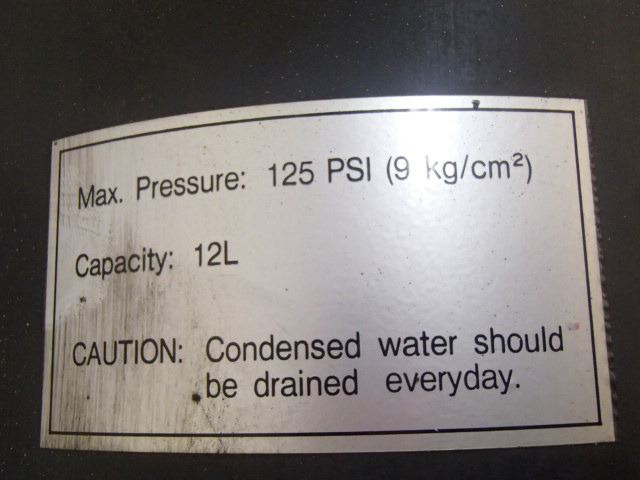 Max. Pressure: 125 PSI (9 kg/cm²)
Capacity: 12L
CAUTION: Condensed water should
be drained everyday.